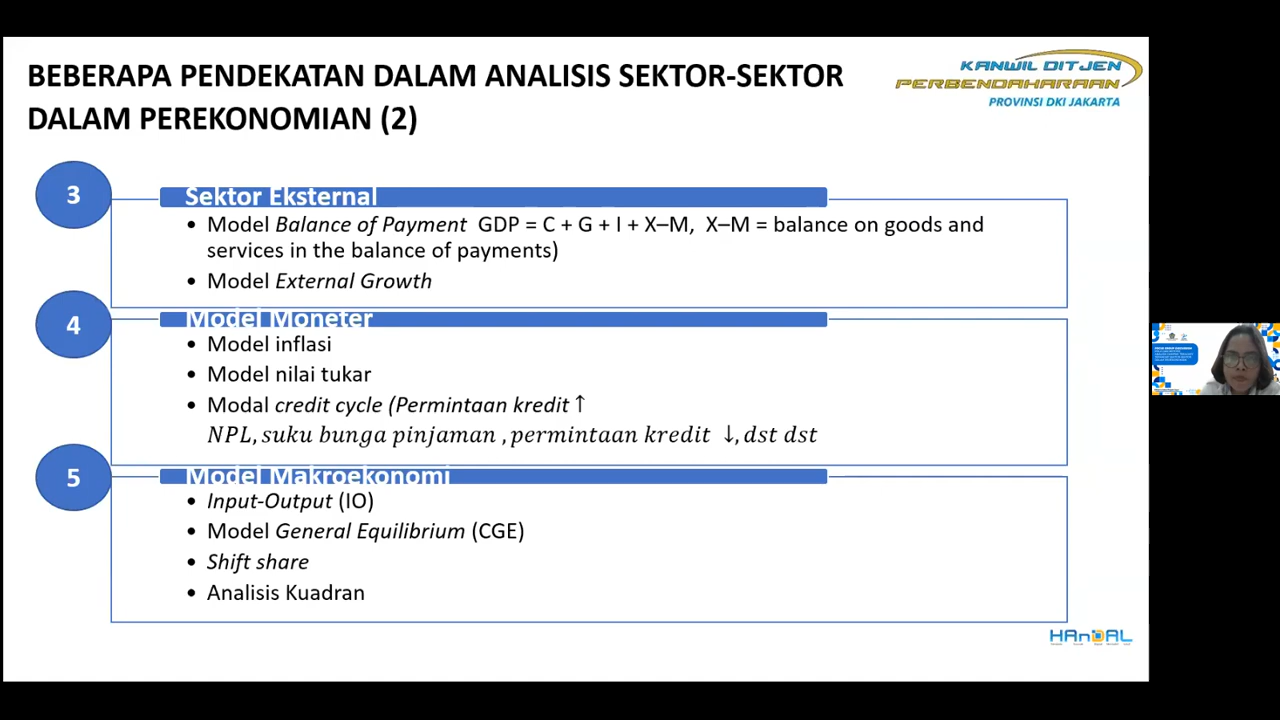 BEBERAPA PENDEKATAN DALAM ANALISIS SEKTOR-SEKTOR
DALAM PEREKONOMIAN (2)
KANWIL DITJEN
PERBENDAHARAAN
PROVINSI DKI JAKARTA
3
Sektor Eksternal
• Model Balance of Payment GDP = C + G + I + X–M, X–M = balance on goods and
services in the balance of payments)
• Model External Growth
4
Model Moneter
• Model inflasi
• Model nilai tukar
• Modal credit cycle (Permintaan kredit ↑
NPL, suku bunga pinjaman , permintaan kredit ↓, dst dst
5
Model Makroekonomi
• Input-Output (IO)
• Model General Equilibrium (CGE)
• Shift share
• Analisis Kuadran
HAnDAL